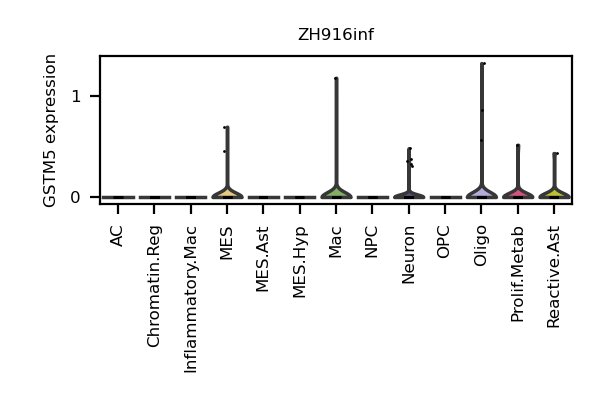 ZH916inf
GSTM5 expression
1
0
AC
Chromatin.Reg
Inflammatory.Mac
MES
MES.Ast
MES.Hyp
Mac
NPC
Neuron
OPC
Oligo
Prolif.Metab
Reactive.Ast